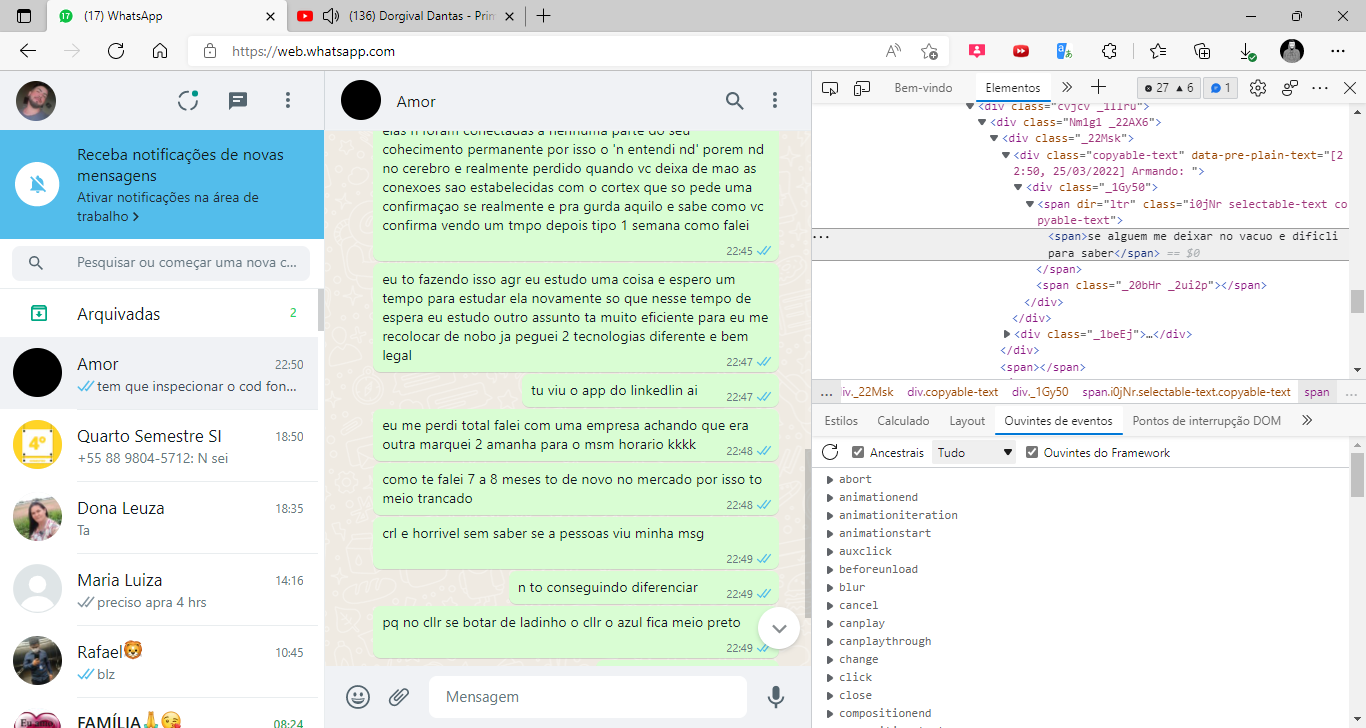 (17) WhatsApp
(136) Dorgival Dantas - Prin
https://web.whatsapp.com
Receba notificações de novas
mensagens
Ativar notificações na área de
trabalho >
Pesquisar ou começar uma nova c...
Arquivadas 2
Amor 22:50
tem que inspecionar o cod fon...
4º
Quarto Semestre SI 18:50
+55 88 9804-5712: N sei
Dona Leuza 18:35
Ta
Maria Luiza 14:16
preciso apra 4 hrs
Rafael🦁 10:45
blz
FAMÍLIA🙏😘 08:24
Amor
elas n foram conectadas a nenhuma parte do seu
cohecimento permanente por isso o 'n entendi nd' porem nd
no cerebro e realmente perdido quando vc deixa de mao as
conexoes sao estabelecidas com o cortex que so pede uma
confirmaçao se realmente e pra gurda aquilo e sabe como vc
confirma vendo um tmpo depois tipo 1 semana como falei
22:45
eu to fazendo isso agr eu estudo uma coisa e espero um
tempo para estudar ela novamente so que nesse tempo de
espera eu estudo outro assunto ta muito eficiente para eu me
recolocar de nobo ja peguei 2 tecnologias diferente e bem
legal
22:47
tu viu o app do linkedlin ai
22:47
eu me perdi total falei com uma empresa achando que era
outra marquei 2 amanha para o msm horario kkkk
22:48
como te falei 7 a 8 meses to de novo no mercado por isso to
meio trancado
22:48
crl e horrivel sem saber se a pessoas viu minha msg
22:49
n to conseguindo diferenciar
22:49
pq no cllr se botar de ladinho o cllr o azul fica meio preto
22:49
Mensagem
Bem-vindo Elementos 27 6 1
<div class="cvjcv _1Ilru">
<div class="Nm1g1 _22AX6">
<div class="_22Msk">
<div class="copyable-text" data-pre-plain-text="[2
2:50, 25/03/2022] Armando: ">
<div class="_1Gy50">
<span dir="ltr" class="i0jNr selectable-text co
pyable-text">
... <span>se alguem me deixar no vacuo e dificli
para saber</span> == $0
</span>
<span class="_20bHr _2ui2p"></span>
</div>
</div>
<div class="_1beEj">…</div>
</div>
<span></span>
... iv._22Msk div.copyable-text div._1Gy50 span.i0jNr.selectable-text.copyable-text span ...
Estilos Calculado Layout Ouvintes de eventos Pontos de interrupção DOM
Ancestrais Tudo Ouvintes do Framework
abort
animationend
animationiteration
animationstart
auxclick
beforeunload
blur
cancel
canplay
canplaythrough
change
click
close
compositionend